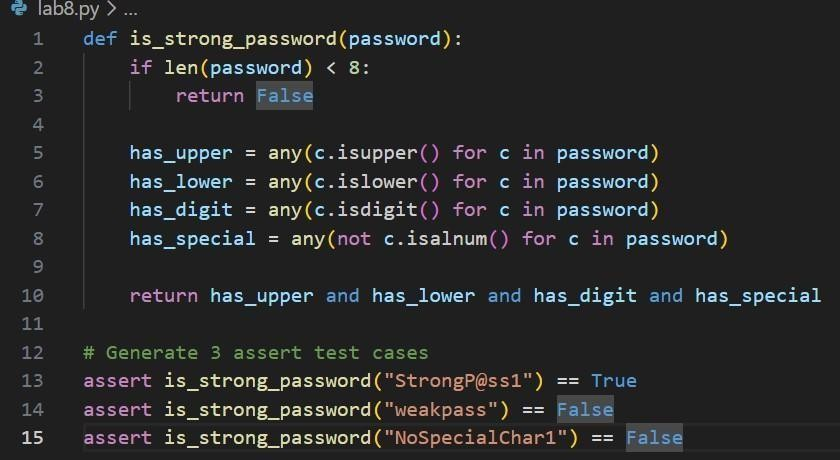 lab8.py > ...
1 def is_strong_password(password):
2     if len(password) < 8:
3         return False
4
5     has_upper = any(c.isupper() for c in password)
6     has_lower = any(c.islower() for c in password)
7     has_digit = any(c.isdigit() for c in password)
8     has_special = any(not c.isalnum() for c in password)
9
10     return has_upper and has_lower and has_digit and has_special
11
12 # Generate 3 assert test cases
13 assert is_strong_password("StrongP@ss1") == True
14 assert is_strong_password("weakpass") == False
15 assert is_strong_password("NoSpecialChar1") == False